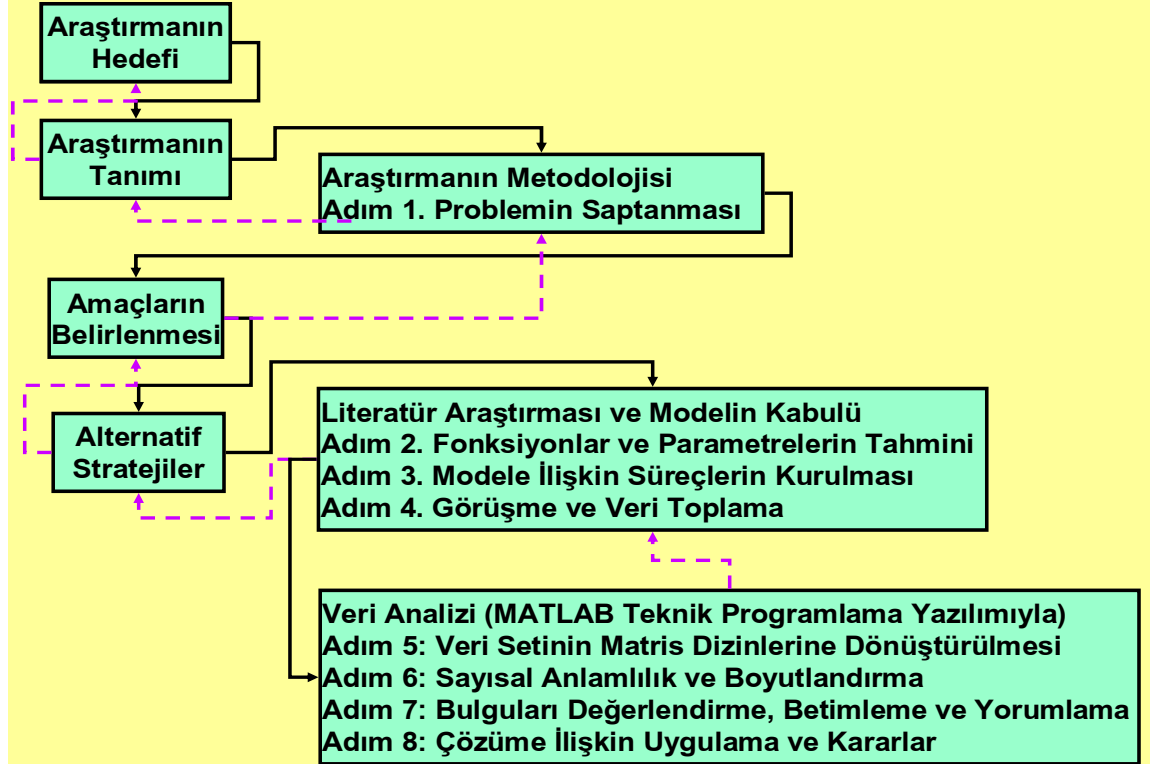 Araştırmanın
Hedefi
Araştırmanın
Tanımı
Araştırmanın Metodolojisi
Adım 1. Problemin Saptanması
Amaçların
Belirlenmesi
Alternatif
Stratejiler
Literatür Araştırması ve Modelin Kabulü
Adım 2. Fonksiyonlar ve Parametrelerin Tahmini
Adım 3. Modele İlişkin Süreçlerin Kurulması
Adım 4. Görüşme ve Veri Toplama
Veri Analizi (MATLAB Teknik Programlama Yazılımıyla)
Adım 5: Veri Setinin Matris Dizinlerine Dönüştürülmesi
Adım 6: Sayısal Anlamlılık ve Boyutlandırma
Adım 7: Bulguları Değerlendirme, Betimleme ve Yorumlama
Adım 8: Çözüme İlişkin Uygulama ve Kararlar